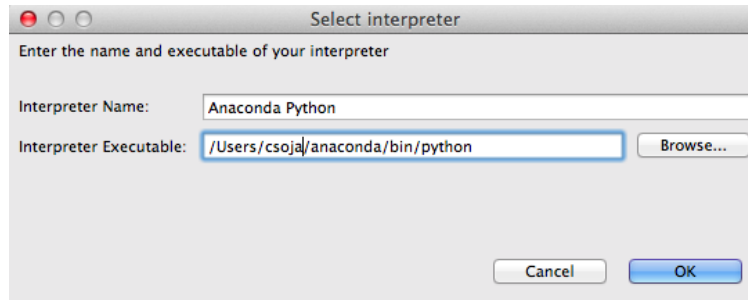 Select interpreter
Enter the name and executable of your interpreter
Interpreter Name: Anaconda Python
Interpreter Executable: /Users/csoja/anaconda/bin/python Browse...
Cancel OK